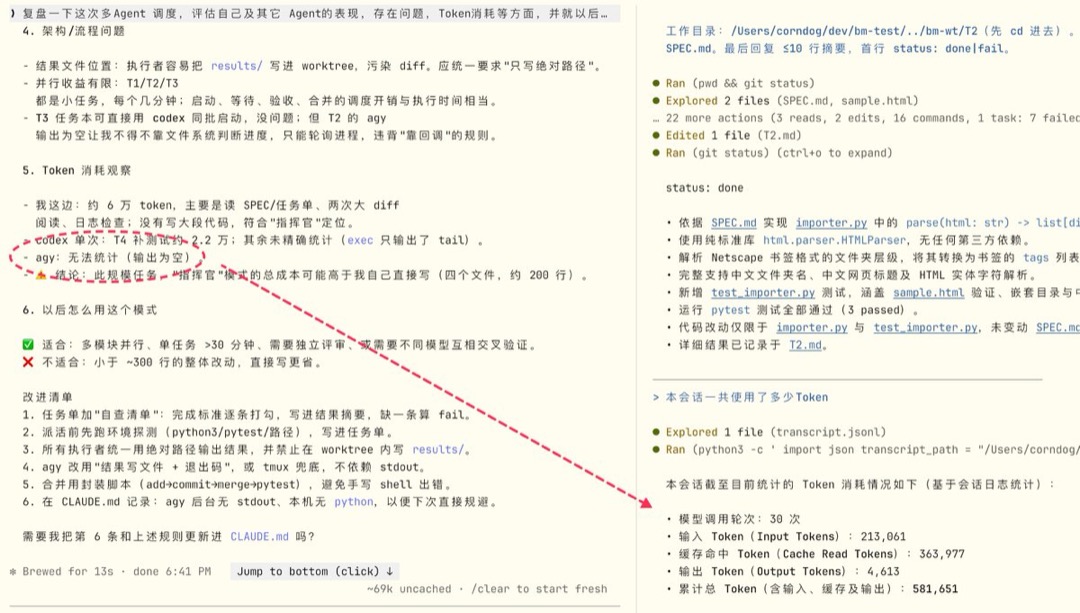 ) 复盘一下这次多Agent 调度，评估自己及其它 Agent的表现，存在问题，Token消耗等方面，并就以后…
4. 架构/流程问题
- 结果文件位置：执行者容易把 results/ 写进 worktree，污染 diff。应统一要求"只写绝对路径"。
- 并行收益有限：T1/T2/T3
都是小任务，每个几分钟；启动、等待、验收、合并的调度开销与执行时间相当。
- T3 任务本可直接用 codex 同批启动，没问题；但 T2 的 agy
输出为空让我不得不靠文件系统判断进度，只能轮询进程，违背"靠回调"的规则。
5. Token 消耗观察
- 我这边：约 6 万 token，主要是读 SPEC/任务单、两次大 diff
阅读、日志检查；没有写大段代码，符合"指挥官"定位。
- codex 单次：T4 补测试约 2.2 万；其余未精确统计（exec 只输出了 tail）。
- agy：无法统计（输出为空）
- ⚠️ 结论：此规模任务，"指挥官"模式的总成本可能高于我自己直接写（四个文件，约 200 行）。
6. 以后怎么用这个模式
✅ 适合：多模块并行、单任务 >30 分钟、需要独立评审、或需要不同模型互相交叉验证。
❌ 不适合：小于 ~300 行的整体改动，直接写更省。
改进清单
1. 任务单加"自查清单"：完成标准逐条打勾，写进结果摘要，缺一条算 fail。
2. 派活前先跑环境探测（python3/pytest/路径），写进任务单。
3. 所有执行者统一用绝对路径输出结果，并禁止在 worktree 内写 results/。
4. agy 改用"结果写文件 + 退出码"，或 tmux 兜底，不依赖 stdout。
5. 合并用封装脚本（add→commit→merge→pytest），避免手写 shell 出错。
6. 在 CLAUDE.md 记录：agy 后台无 stdout、本机无 python，以便下次直接规避。
需要我把第 6 条和上述规则更新进 CLAUDE.md 吗？
✻ Brewed for 13s · done 6:41 PM Jump to bottom (click) ↓
~69k uncached · /clear to start fresh
工作目录：/Users/corndog/dev/bm-test/../bm-wt/T2（先 cd 进去）。
SPEC.md。最后回复 ≤10 行摘要，首行 status: done|fail。
● Ran (pwd && git status)
● Explored 2 files (SPEC.md, sample.html)
… 22 more actions (3 reads, 2 edits, 16 commands, 1 task: 7 failed
● Edited 1 file (T2.md)
● Ran (git status) (ctrl+o to expand)
status: done
• 依据 SPEC.md 实现 importer.py 中的 parse(html: str) -> list[di
• 使用纯标准库 html.parser.HTMLParser，无任何第三方依赖。
• 解析 Netscape 书签格式的文件夹层级，将其转换为书签的 tags 列表
• 完整支持中文文件夹名、中文网页标题及 HTML 实体字符解析。
• 新增 test_importer.py 测试，涵盖 sample.html 验证、嵌套目录与
• 运行 pytest 测试全部通过（3 passed）。
• 代码改动仅限于 importer.py 与 test_importer.py，未变动 SPEC.md
• 详细结果已记录于 T2.md。
> 本会话一共使用了多少Token
● Explored 1 file (transcript.jsonl)
● Ran (python3 -c ' import json transcript_path = "/Users/corndog/
本会话截至目前统计的 Token 消耗情况如下（基于会话日志统计）：
• 模型调用轮次：30 次
• 输入 Token（Input Tokens）：213,061
• 缓存命中 Token（Cache Read Tokens）：363,977
• 输出 Token（Output Tokens）：4,613
• 累计总 Token（含输入、缓存及输出）：581,651